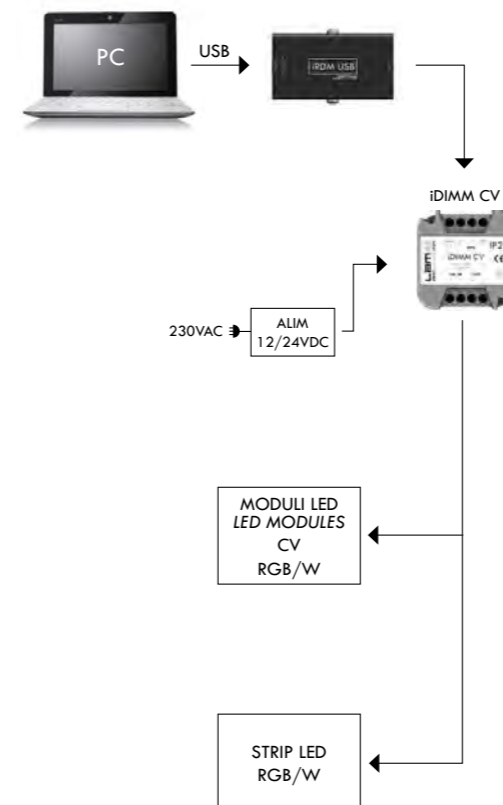 PC
USB
iRDM USB
iDIMM CV
iDIMM CV
230VAC
ALIM
12/24VDC
MODULI LED
LED MODULES
CV
RGB/W
STRIP LED
RGB/W